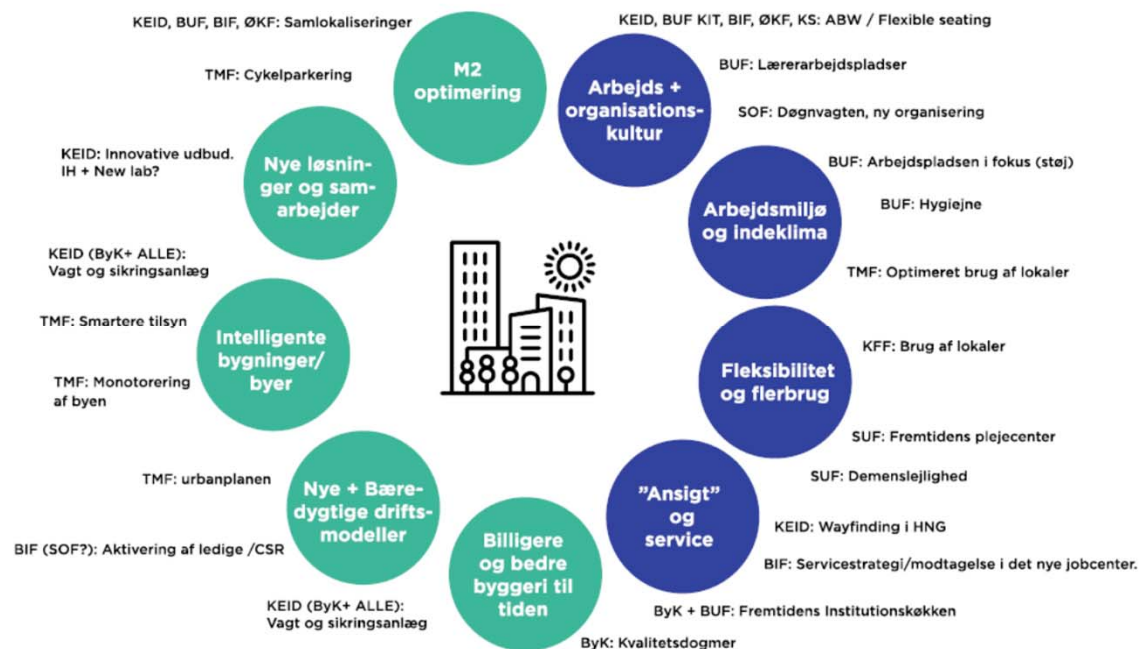 KEID, BUF, BIF, ØKF: Samlokaliseringer
TMF: Cykelparkering
M2
optimering
KEID, BUF KIT, BIF, ØKF, KS: ABW / Flexible seating
BUF: Lærerarbejdspladser
SOF: Døgnvagten, ny organisering
Arbejds +
organisations-
kultur
BUF: Arbejdspladsen i fokus (støj)
BUF: Hygiejne
TMF: Optimeret brug af lokaler
Arbejdsmiljø
og indeklima
KFF: Brug af lokaler
SUF: Fremtidens plejecenter
Fleksibilitet
og flerbrug
SUF: Demenslejlighed
KEID: Wayfinding i HNG
BIF: Servicestrategi/modtagelse i det nye jobcenter.
”Ansigt”
og
service
ByK + BUF: Fremtidens Institutionskøkken
ByK: Kvalitetsdogmer
Billigere
og bedre
byggeri til
tiden
KEID (ByK+ ALLE):
Vagt og sikringsanlæg
BIF (SOF?): Aktivering af ledige /CSR
TMF: urbanplanen
Nye + Bære-
dygtige drifts-
modeller
TMF: Monotorering
af byen
TMF: Smartere tilsyn
KEID (ByK+ ALLE):
Vagt og sikringsanlæg
Intelligente
bygninger/
byer
KEID: Innovative udbud.
IH + New lab?
Nye løsnin-
ger og sam-
arbejder